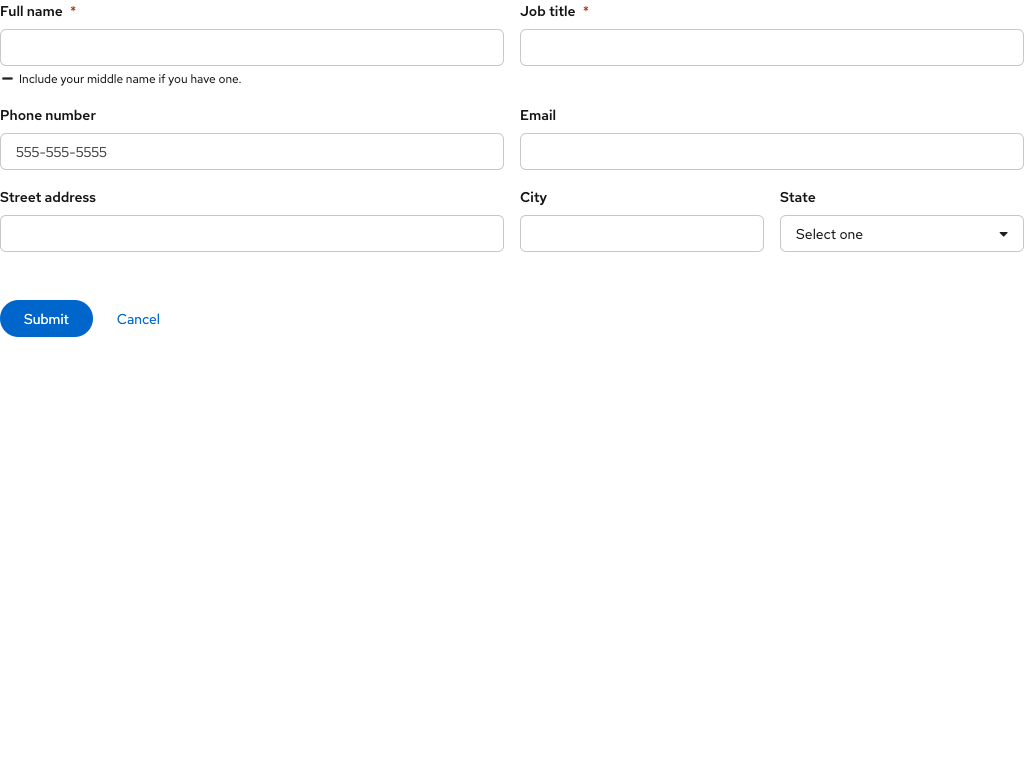 Full name *
Job title *
Include your middle name if you have one.
Phone number
Email
555-555-5555
Street address
City
State
Select one
Submit
Cancel